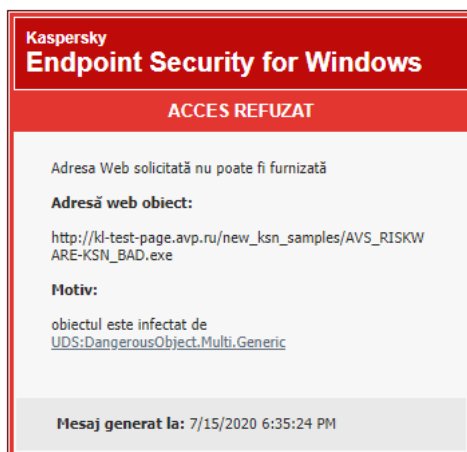 Kaspersky
Endpoint Security for Windows
ACCES REFUZAT
Adresa Web solicitată nu poate fi furnizată
Adresă web obiect:
http://kl-test-page.avp.ru/new_ksn_samples/AVS_RISKW
ARE-KSN_BAD.exe
Motiv:
obiectul este infectat de
UDS:DangerousObject.Multi.Generic
Mesaj generat la: 7/15/2020 6:35:24 PM